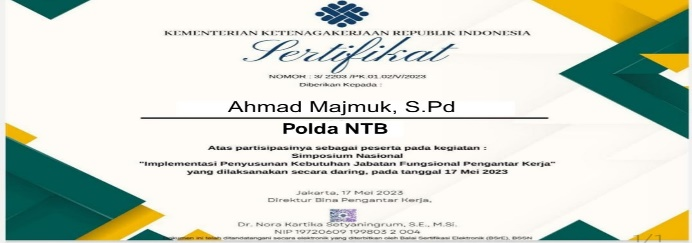 KEMENTERIAN KETENAGAKERJAAN REPUBLIK INDONESIA
Sertifikat
NOMOR : 3/ 2203 /PK.01.02/V/2023
Diberikan Kepada :
Ahmad Majmuk, S.Pd
Polda NTB
Atas partisipasinya sebagai peserta pada kegiatan :
Simposium Nasional
"Implementasi Penyusunan Kebutuhan Jabatan Fungsional Pengantar Kerja"
yang dilaksanakan secara daring, pada tanggal 17 Mei 2023
Jakarta, 17 Mei 2023
Direktur Bina Pengantar Kerja,
Dr. Nora Kartika Setyaningrum, S.E., M.Si.
NIP 19720609 199803 2 004
ini telah ditandatangani secara elektronik yang diterbitkan oleh Balai Sertifikasi Elektronik (BSrE), BSSN
1/1